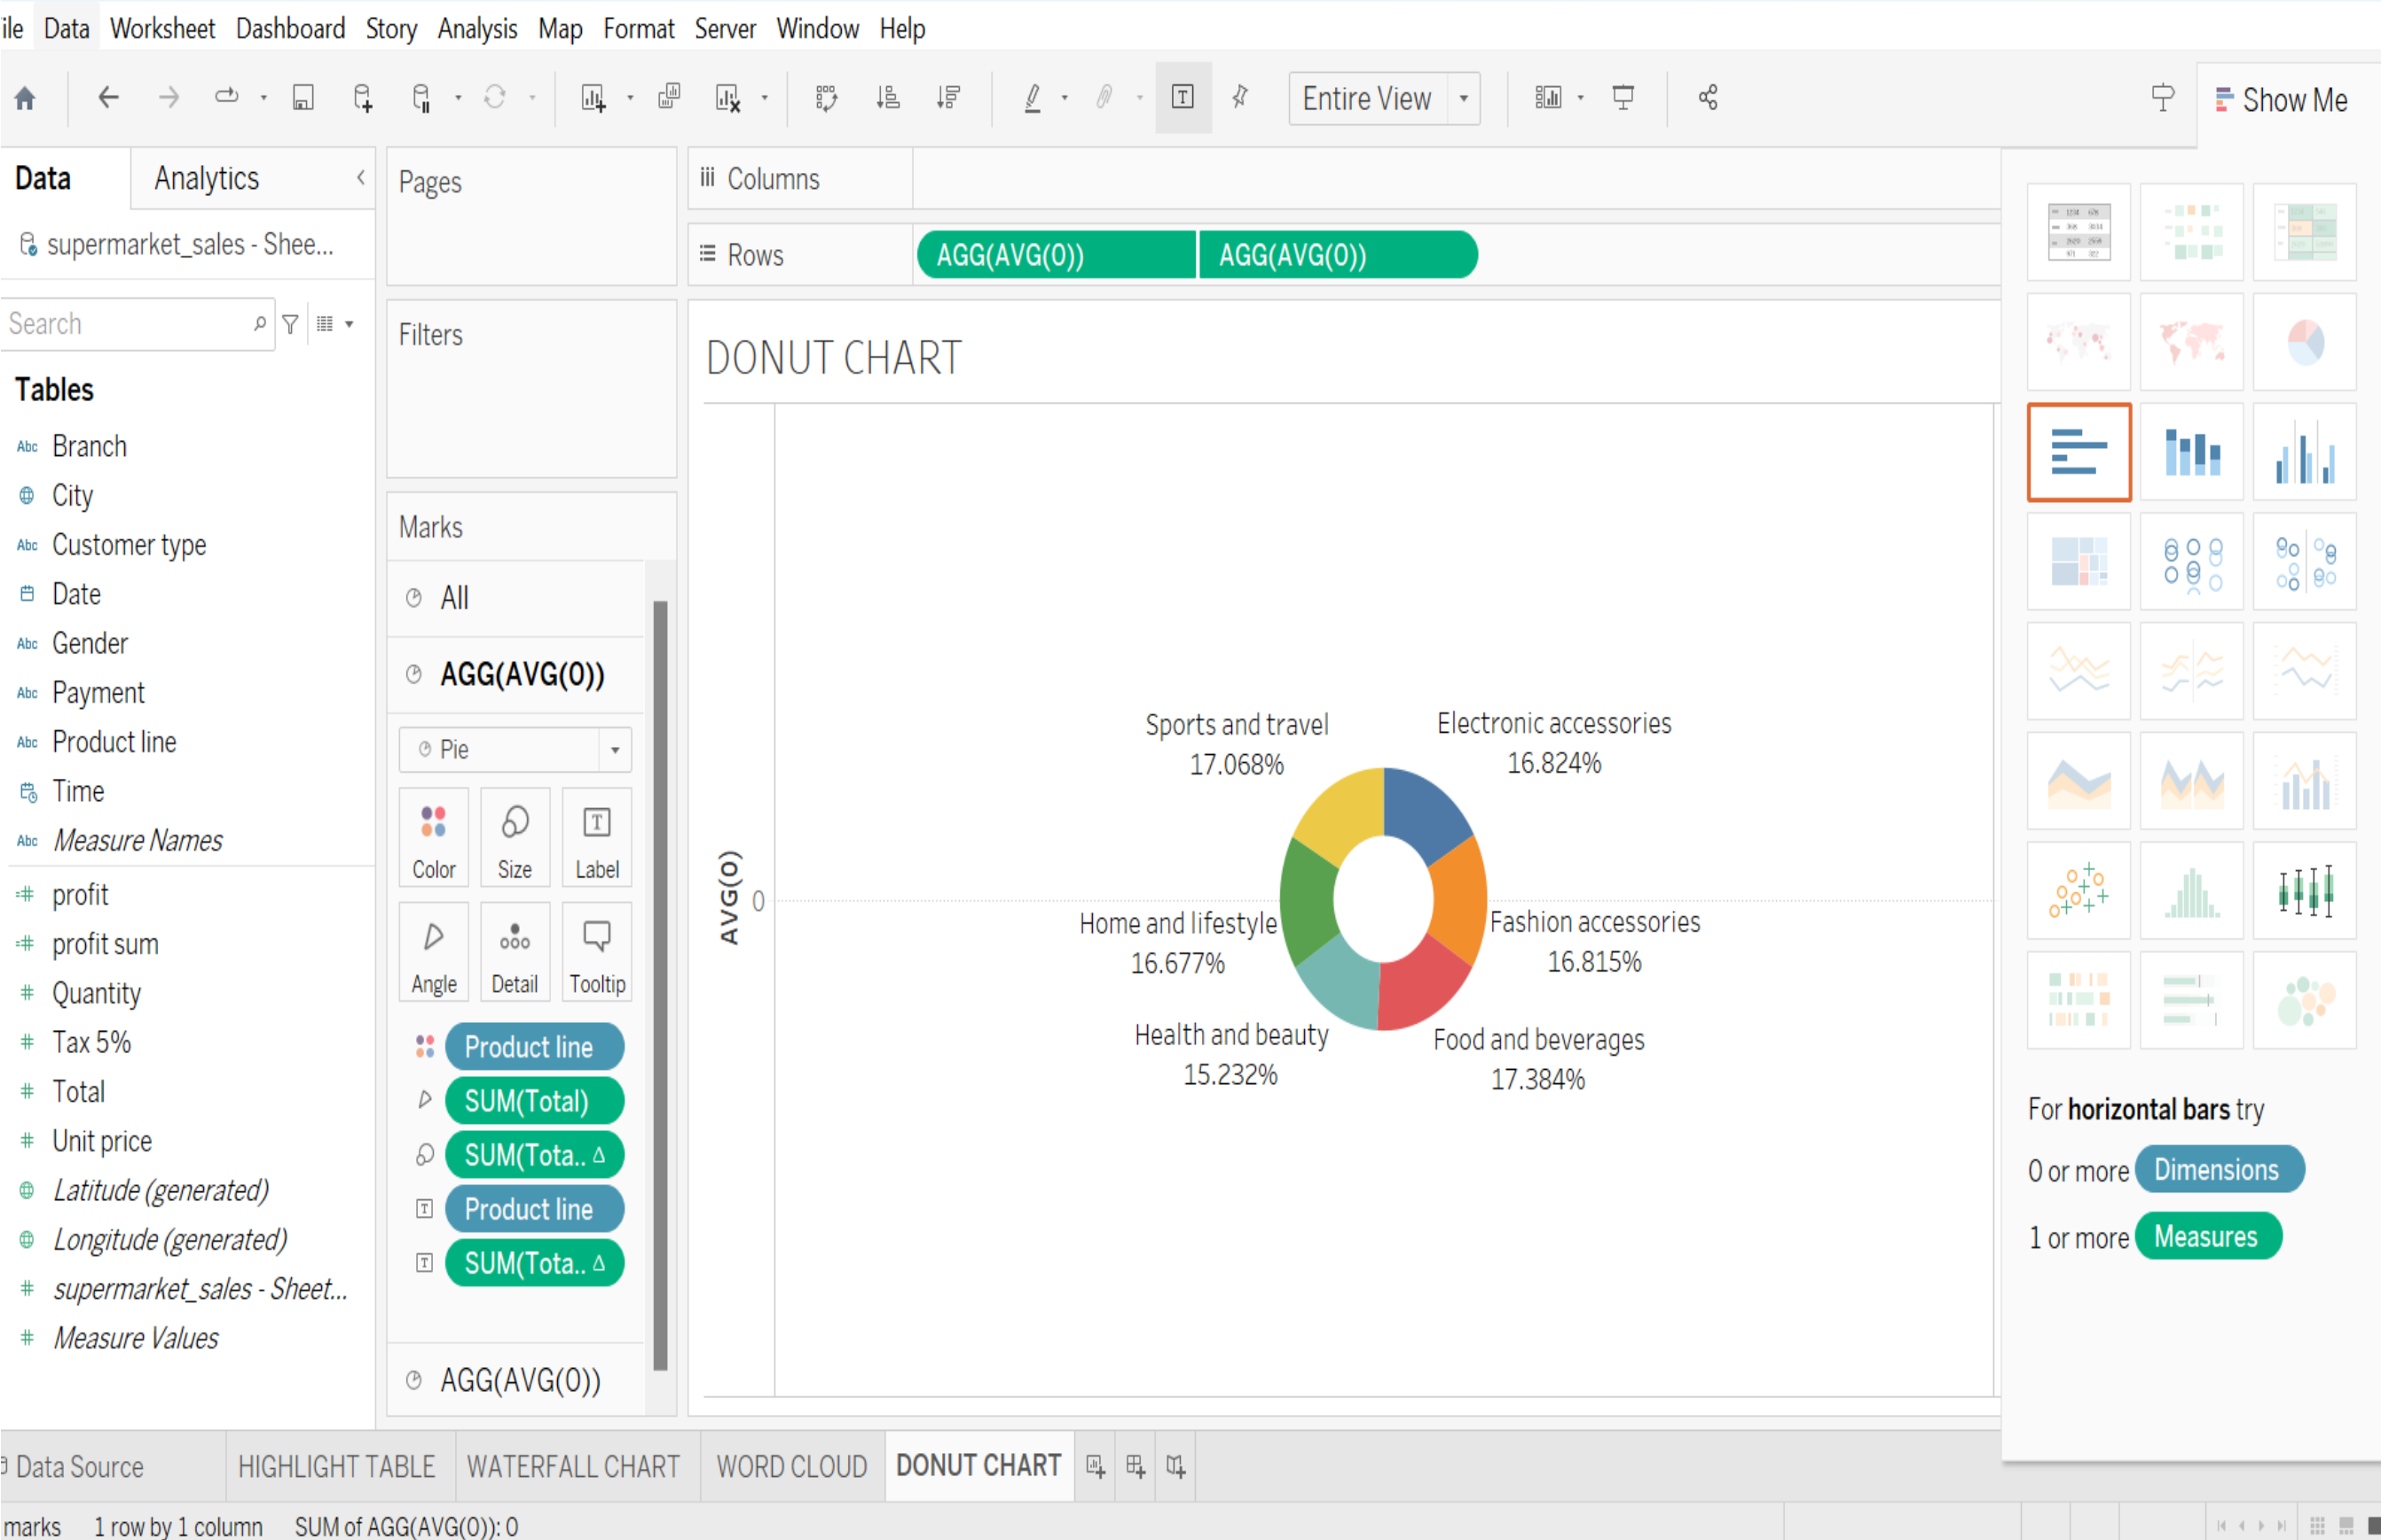 ile Data Worksheet Dashboard Story Analysis Map Format Server Window Help
Entire View
Show Me
Data Analytics
supermarket_sales - Shee...
Search
Tables
Abc Branch
City
Abc Customer type
Date
Abc Gender
Abc Payment
Abc Product line
Time
Abc Measure Names
=# profit
=# profit sum
# Quantity
# Tax 5%
# Total
# Unit price
Latitude (generated)
Longitude (generated)
# supermarket_sales - Sheet...
# Measure Values
Pages
Filters
Marks
All
AGG(AVG(0))
Pie
Color Size Label
Angle Detail Tooltip
Product line
SUM(Total)
SUM(Tota.. Δ
Product line
SUM(Tota.. Δ
AGG(AVG(0))
iii Columns
Rows AGG(AVG(0)) AGG(AVG(0))
DONUT CHART
AVG(0)
0
Sports and travel
17.068%
Electronic accessories
16.824%
Home and lifestyle
16.677%
Fashion accessories
16.815%
Health and beauty
15.232%
Food and beverages
17.384%
For horizontal bars try
0 or more Dimensions
1 or more Measures
Data Source HIGHLIGHT TABLE WATERFALL CHART WORD CLOUD DONUT CHART
marks 1 row by 1 column SUM of AGG(AVG(0)): 0